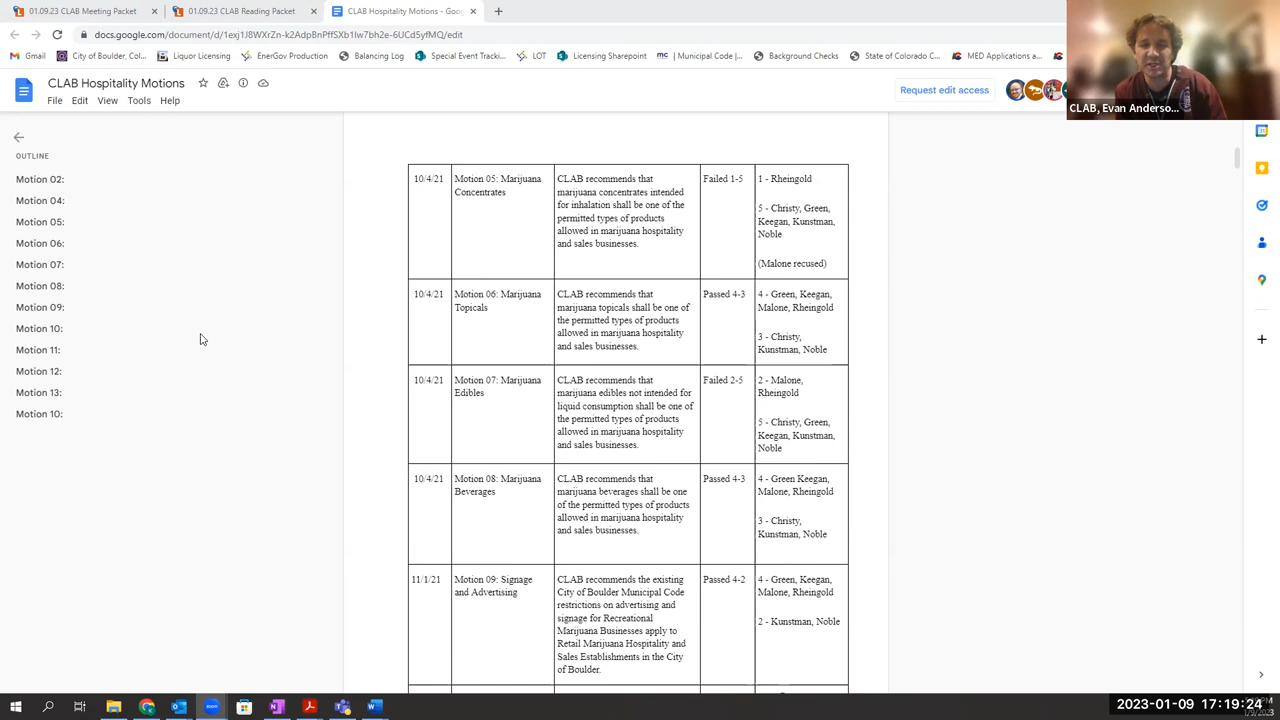 01.09.23 CLAB Meeting Packet
01.09.23 CLAB Reading Packet
CLAB Hospitality Motions - Goo
docs.google.com/document/d/1exj1J8WXrZn-k2AdpBnPffSXb1lw7bh2e-6UCd5yfMQ/edit
Gmail
City of Boulder, Col...
Liquor Licensing
EnerGov Production
Balancing Log
Special Event Tracki...
LOT
Licensing Sharepoint
mc | Municipal Code |...
Background Checks
State of Colorado C...
MED Applications a...
CLAB Hospitality Motions
File Edit View Tools Help
Request edit access
CLAB, Evan Anderso...
OUTLINE
Motion 02:
Motion 04:
Motion 05:
Motion 06:
Motion 07:
Motion 08:
Motion 09:
Motion 10:
Motion 11:
Motion 12:
Motion 13:
Motion 10:
10/4/21
Motion 05: Marijuana
Concentrates
CLAB recommends that
marijuana concentrates intended
for inhalation shall be one of the
permitted types of products
allowed in marijuana hospitality
and sales businesses.
Failed 1-5
1 - Rheingold
5 - Christy, Green,
Keegan, Kunstman,
Noble
(Malone recused)
10/4/21
Motion 06: Marijuana
Topicals
CLAB recommends that
marijuana topicals shall be one of
the permitted types of products
allowed in marijuana hospitality
and sales businesses.
Passed 4-3
4 - Green, Keegan,
Malone, Rheingold
3 - Christy,
Kunstman, Noble
10/4/21
Motion 07: Marijuana
Edibles
CLAB recommends that
marijuana edibles not intended for
liquid consumption shall be one of
the permitted types of products
allowed in marijuana hospitality
and sales businesses.
Failed 2-5
2 - Malone,
Rheingold
5 - Christy, Green,
Keegan, Kunstman,
Noble
10/4/21
Motion 08: Marijuana
Beverages
CLAB recommends that
marijuana beverages shall be one
of the permitted types of products
allowed in marijuana hospitality
and sales businesses.
Passed 4-3
4 - Green Keegan,
Malone, Rheingold
3 - Christy,
Kunstman, Noble
11/1/21
Motion 09: Signage
and Advertising
CLAB recommends the existing
City of Boulder Municipal Code
restrictions on advertising and
signage for Recreational
Marijuana Businesses apply to
Retail Marijuana Hospitality and
Sales Establishments in the City
of Boulder.
Passed 4-2
4 - Green, Keegan,
Malone, Rheingold
2 - Kunstman, Noble
2023-01-09 17:19:24